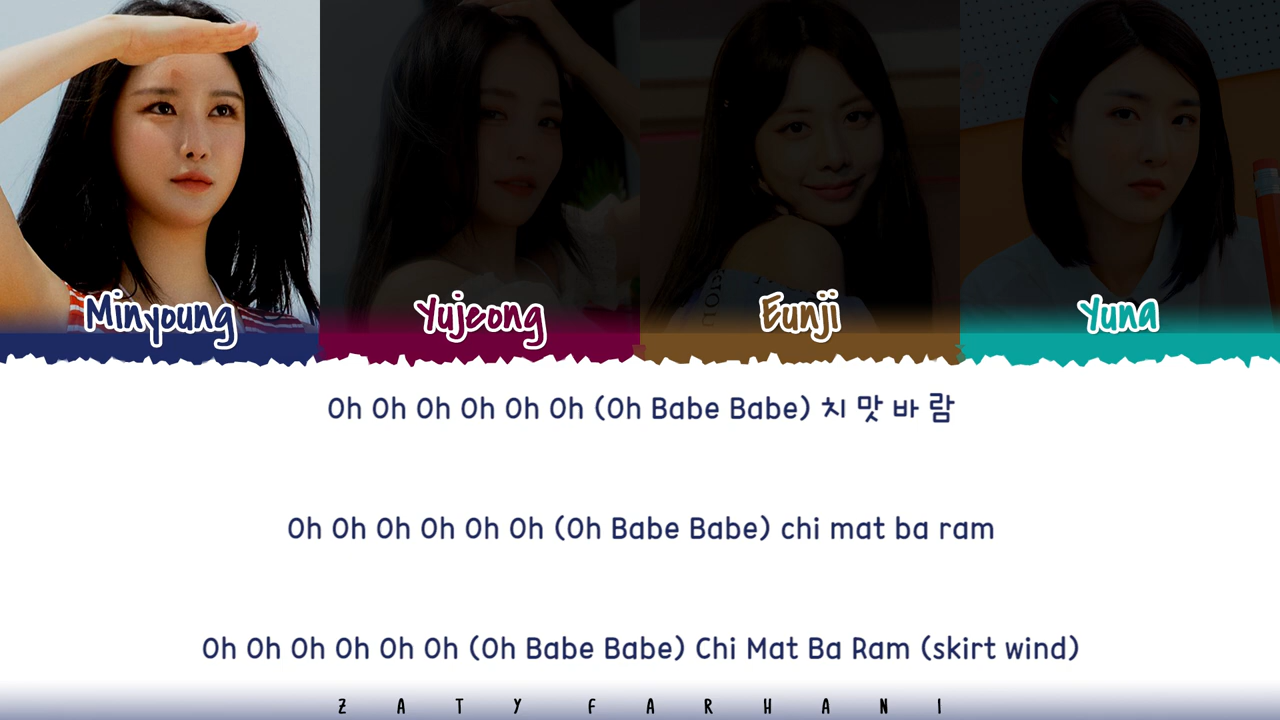 Minyoung Yujeong Eunji Yuna
Oh Oh Oh Oh Oh Oh (Oh Babe Babe) 치 맛 바 람
Oh Oh Oh Oh Oh Oh (Oh Babe Babe) chi mat ba ram
Oh Oh Oh Oh Oh Oh (Oh Babe Babe) Chi Mat Ba Ram (skirt wind)
ZATY FARHANI